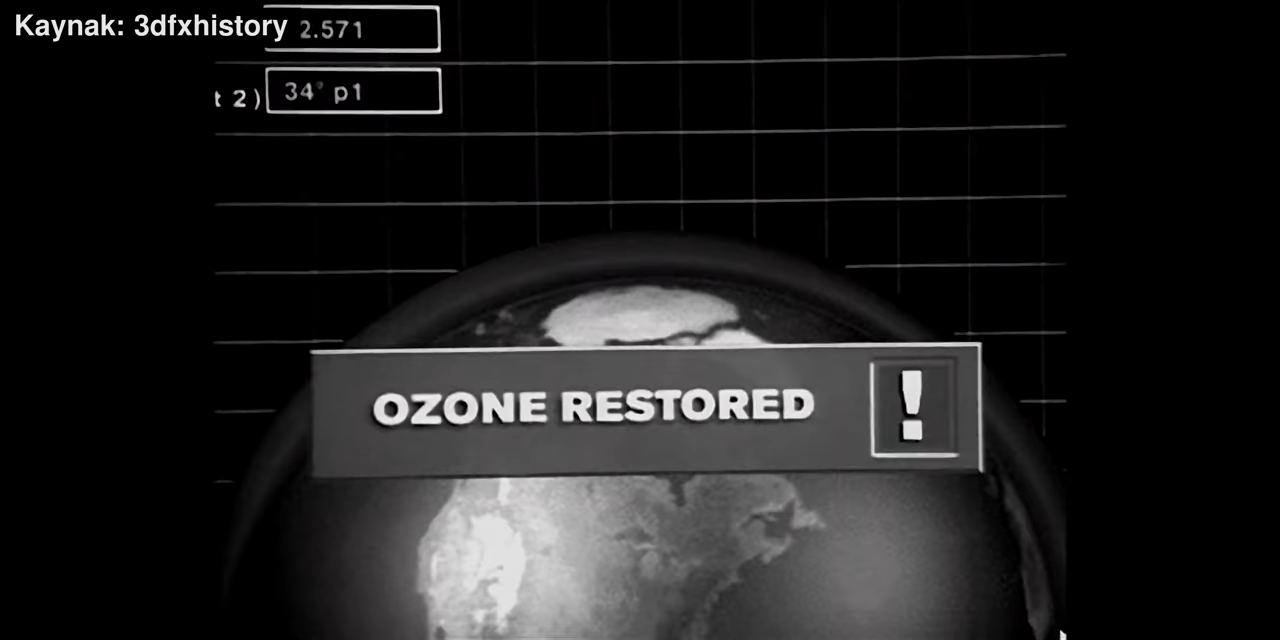 Kaynak: 3dfxhistory
2.571
t 2)
34° p1
OZONE RESTORED
!